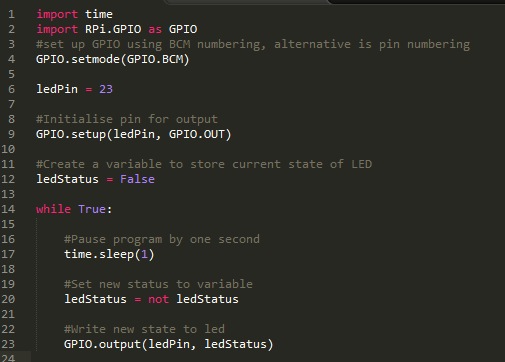 1 import time
2 import RPi.GPIO as GPIO
3 #set up GPIO using BCM numbering, alternative is pin numbering
4 GPIO.setmode(GPIO.BCM)
5
6 ledPin = 23
7
8 #Initialise pin for output
9 GPIO.setup(ledPin, GPIO.OUT)
10
11 #Create a variable to store current state of LED
12 ledStatus = False
13
14 while True:
15
16     #Pause program by one second
17     time.sleep(1)
18
19     #Set new status to variable
20     ledStatus = not ledStatus
21
22     #Write new state to led
23     GPIO.output(ledPin, ledStatus)
24